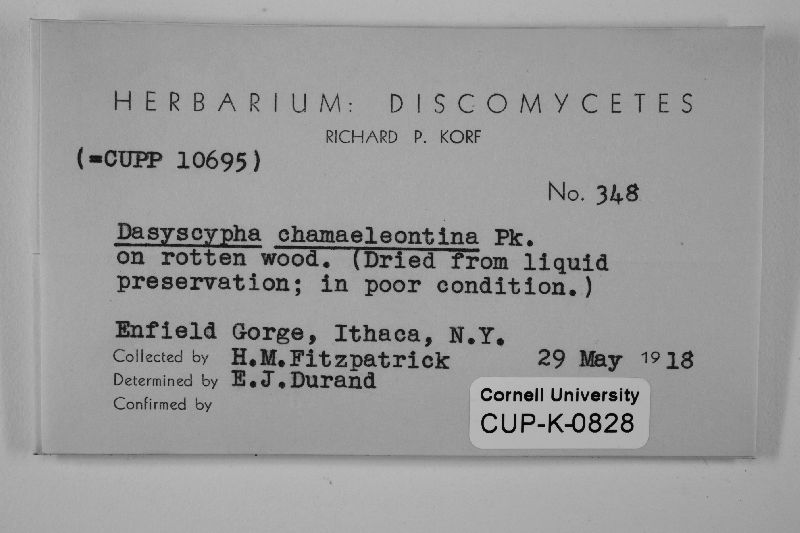 HERBARIUM: DISCOMYCETES
RICHARD P. KORF
(=CUPP 10695)
No. 348
Dasyscypha chamaeleontina Pk.
on rotten wood. (Dried from liquid
preservation; in poor condition.)
Enfield Gorge, Ithaca, N.Y.
Collected by H.M.Fitzpatrick 29 May 1918
Determined by E.J.Durand
Confirmed by
Cornell University
CUP-K-0828